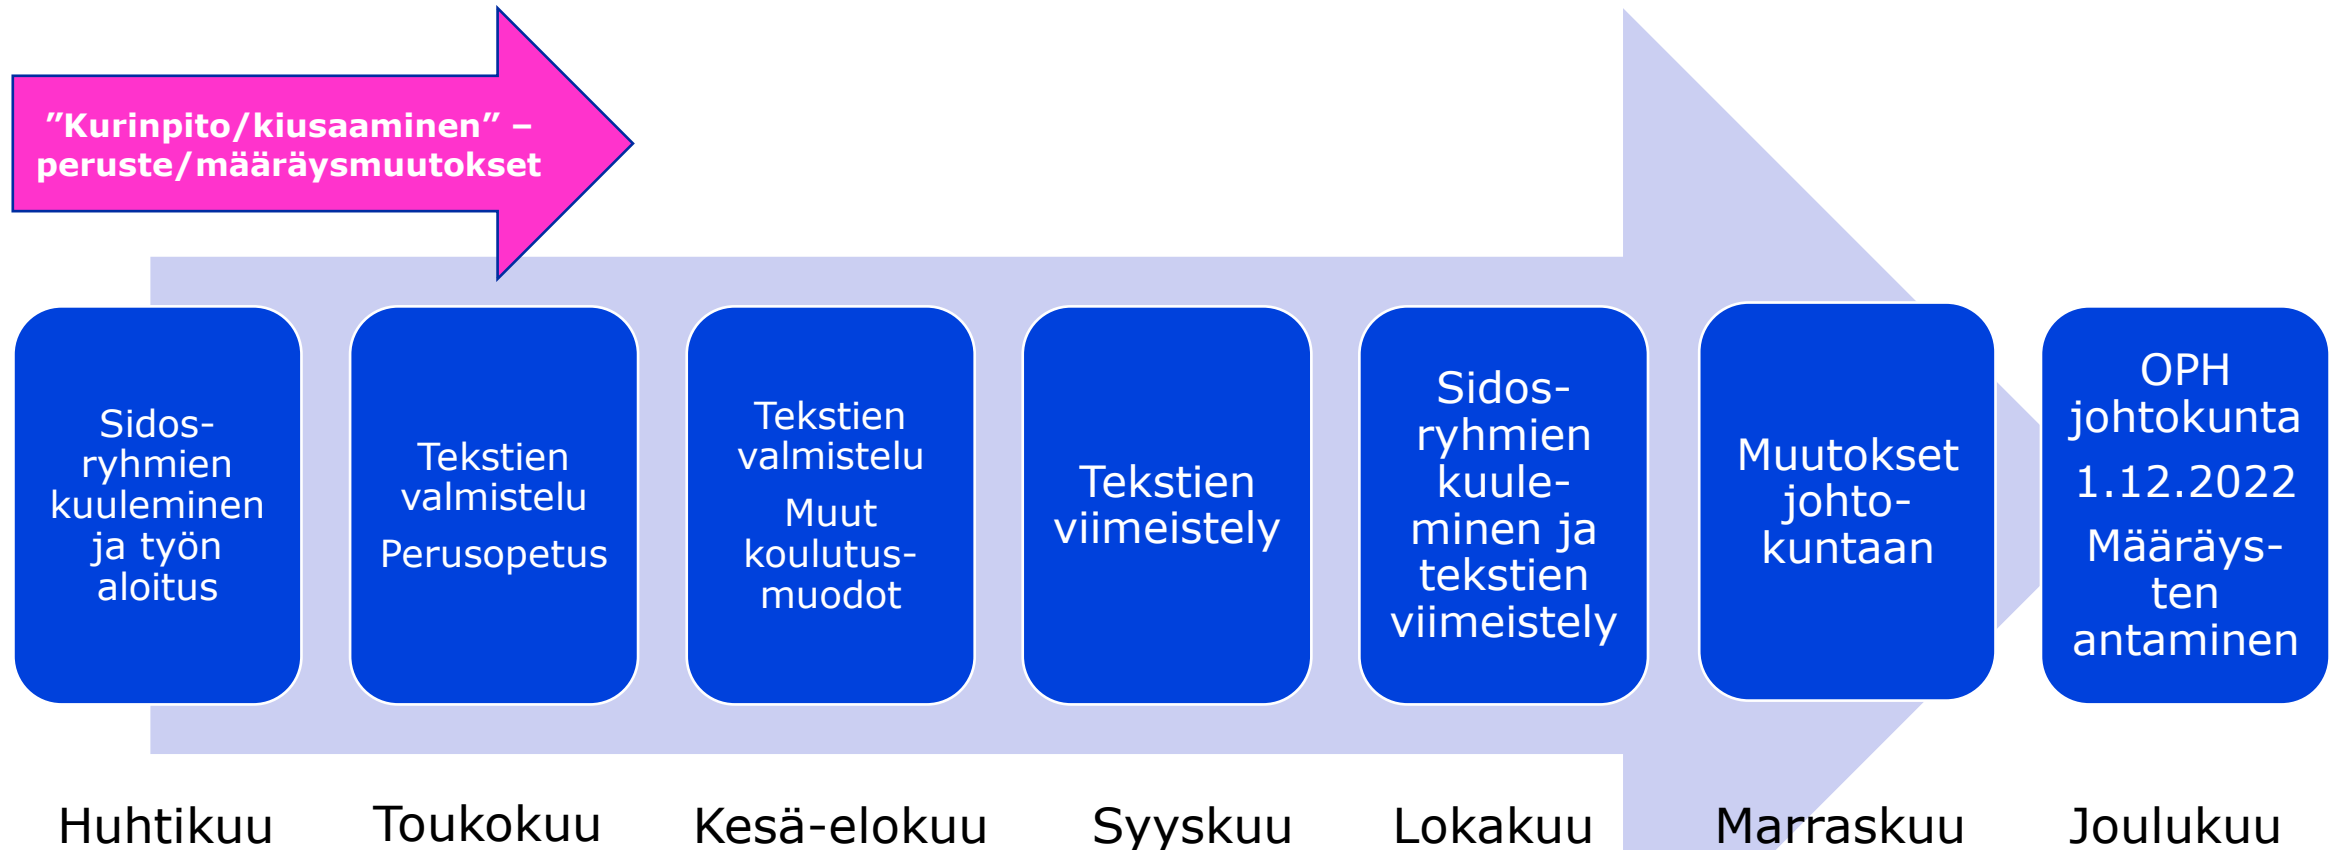 ”Kurinpito/kiusaaminen” –
peruste/määräysmuutokset
Sidos-
ryhmien
kuuleminen
ja työn
aloitus
Tekstien
valmistelu
Perusopetus
Tekstien
valmistelu
Muut
koulutus-
muodot
Tekstien
viimeistely
Sidos-
ryhmien
kuule-
minen ja
tekstien
viimeistely
Muutokset
johto-
kuntaan
OPH
johtokunta
1.12.2022
Määräys-
ten
antaminen
Huhtikuu
Toukokuu
Kesä-elokuu
Syyskuu
Lokakuu
Marraskuu
Joulukuu